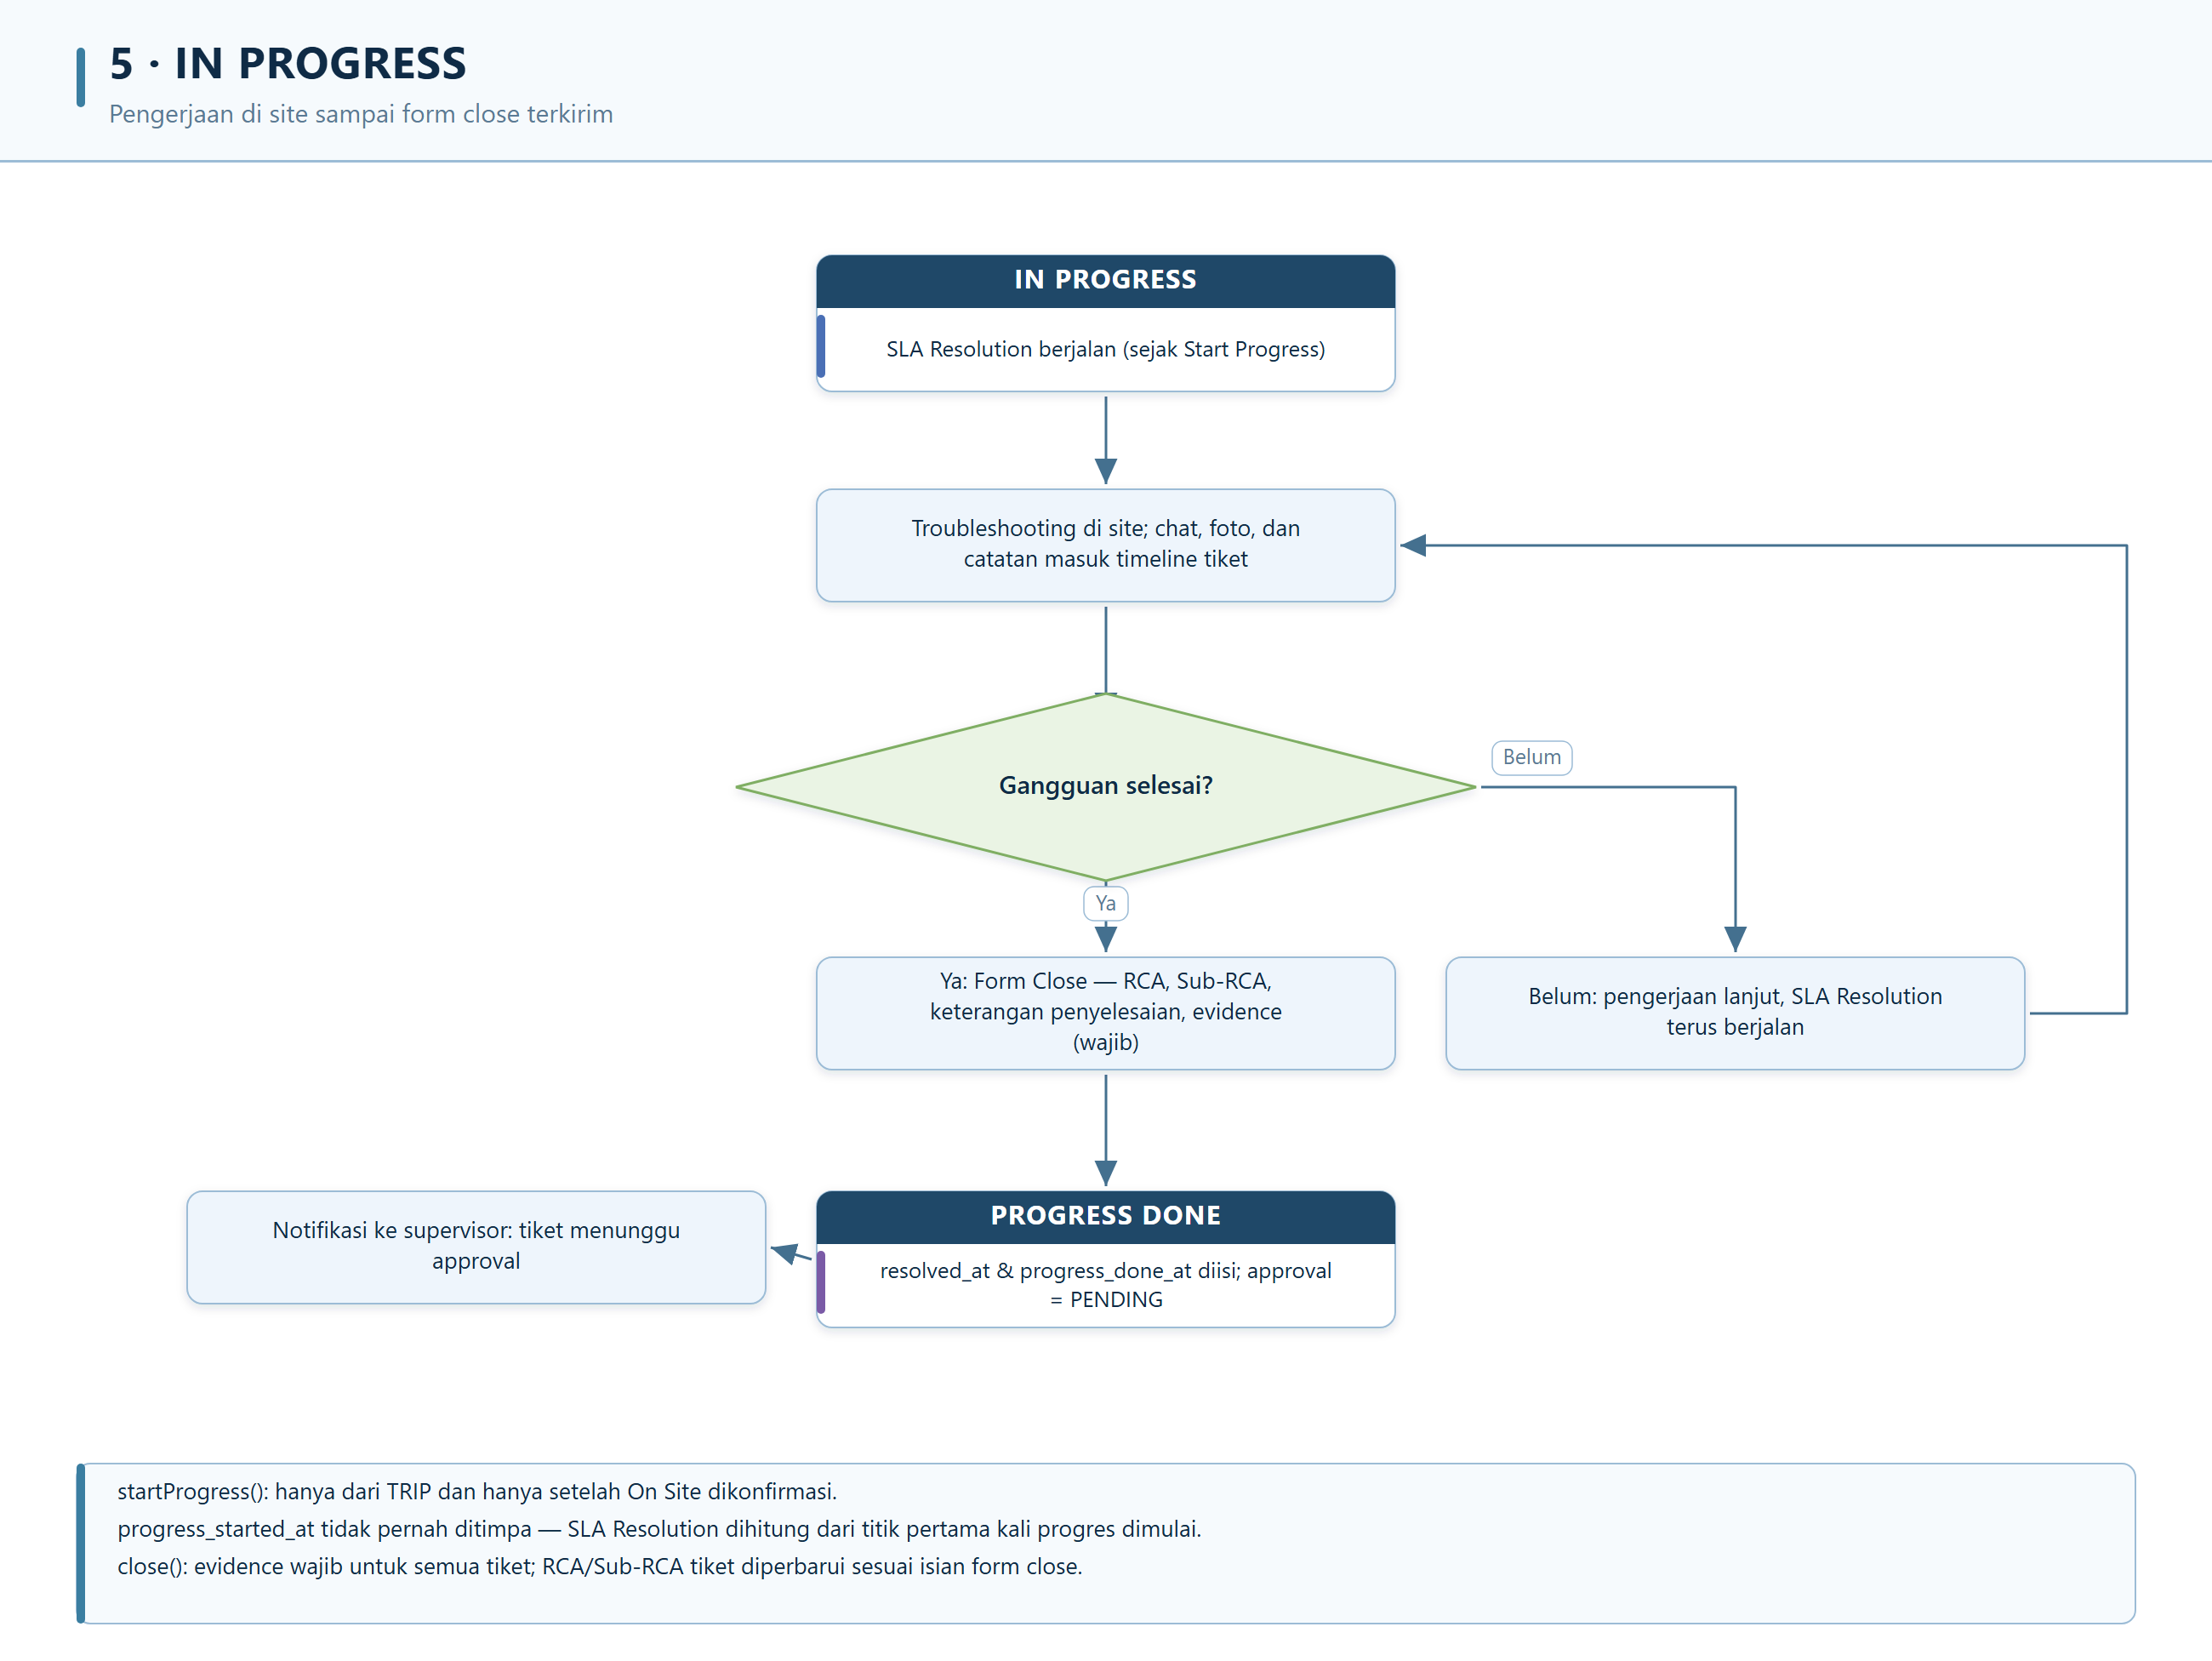 5 · IN PROGRESS
Pengerjaan di site sampai form close terkirim
IN PROGRESS
SLA Resolution berjalan (sejak Start Progress)
Troubleshooting di site; chat, foto, dan
catatan masuk timeline tiket
Gangguan selesai?
Belum
Ya
Ya: Form Close — RCA, Sub-RCA,
keterangan penyelesaian, evidence
(wajib)
Belum: pengerjaan lanjut, SLA Resolution
terus berjalan
Notifikasi ke supervisor: tiket menunggu
approval
PROGRESS DONE
resolved_at & progress_done_at diisi; approval
= PENDING
startProgress(): hanya dari TRIP dan hanya setelah On Site dikonfirmasi.
progress_started_at tidak pernah ditimpa — SLA Resolution dihitung dari titik pertama kali progres dimulai.
close(): evidence wajib untuk semua tiket; RCA/Sub-RCA tiket diperbarui sesuai isian form close.